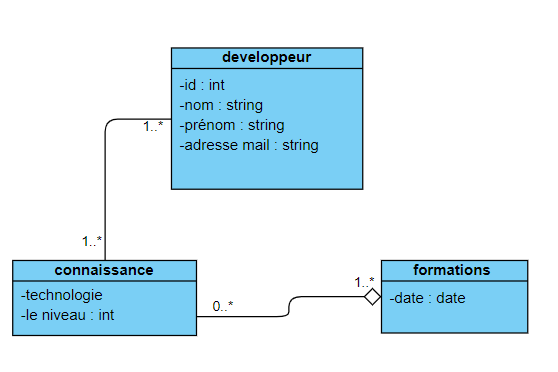 developpeur
-id : int
-nom : string
-prénom : string
-adresse mail : string
1..*
1..*
connaissance
-technologie
-le niveau : int
0..*
1..*
formations
-date : date